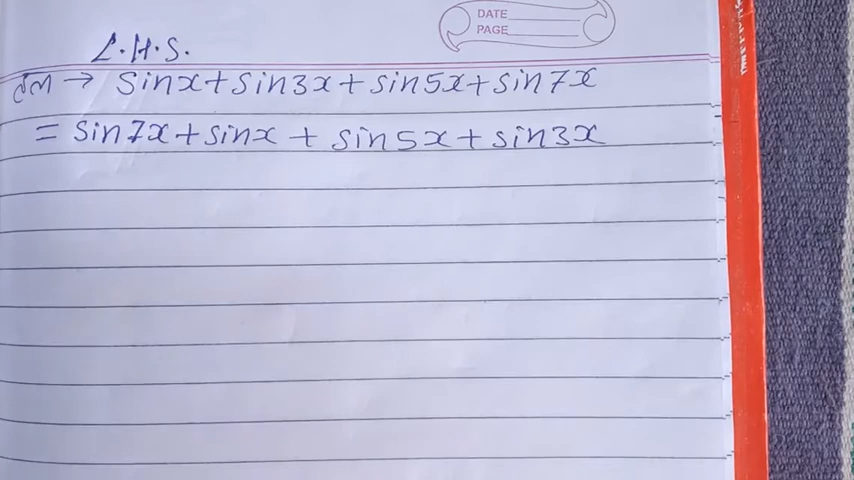 DATE
PAGE
L.H.S.
हल → sinx+sin3x+sin5x+sin7x
= sin7x+sinx + sin5x+sin3x